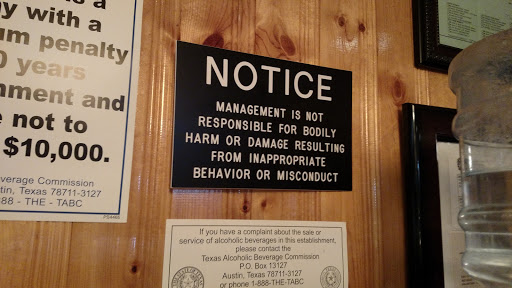 y with a
um penalty
0 years
nment and
e not to
$10,000.
verage Commission
tin, Texas 78711-3127
888 - THE - TABC
NOTICE
MANAGEMENT IS NOT
RESPONSIBLE FOR BODILY
HARM OR DAMAGE RESULTING
FROM INAPPROPRIATE
BEHAVIOR OR MISCONDUCT
If you have a complaint about the sale or
service of alcoholic beverages in this establishment,
please contact the
Texas Alcoholic Beverage Commission
P.O. Box 13127
Austin, Texas 78711-3127
or phone 1-888-THE-TABC